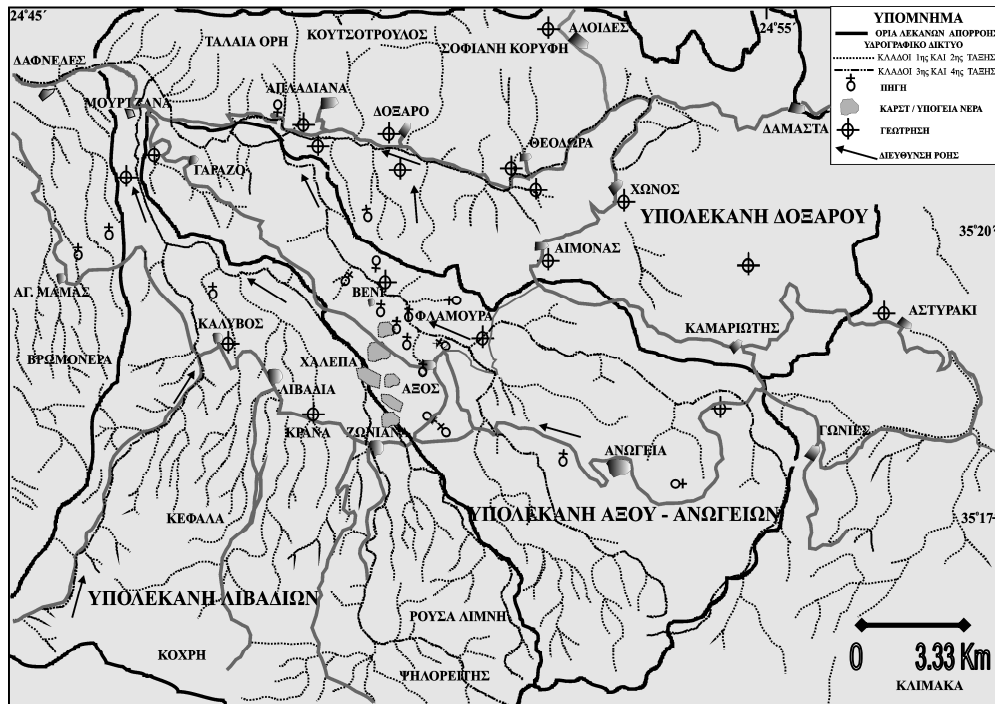 24˚45´
24˚55´
ΥΠΟΜΝΗΜΑ
ΟΡΙΑ ΛΕΚΑΝΩΝ ΑΠΟΡΡΟΗΣ
ΥΔΡΟΓΡΑΦΙΚΟ ΔΙΚΤΥΟ
ΚΛΑΔΟΙ 1ης ΚΑΙ 2ης ΤΑΞΗΣ
ΚΛΑΔΟΙ 3ης ΚΑΙ 4ης ΤΑΞΗΣ
ΠΗΓΗ
ΚΑΡΣΤ / ΥΠΟΓΕΙΑ ΝΕΡΑ
ΓΕΩΤΡΗΣΗ
ΔΙΕΥΘΥΝΣΗ ΡΟΗΣ
ΤΑΛΑΙΑ ΟΡΗ
ΚΟΥΤΣΟΤΡΟΥΛΟΣ
ΣΟΦΙΑΝΗ ΚΟΡΥΦΗ
ΑΛΟΙΔΕΣ
ΔΑΦΝΕΔΕΣ
ΜΟΥΡΤΖΑΝΑ
ΑΠΛΑΔΙΑΝΑ
ΔΟΞΑΡΟ
ΔΑΜΑΣΤΑ
ΘΕΟΔΩΡΑ
ΓΑΡΑΖΟ
ΧΩΝΟΣ
ΥΠΟΛΕΚΑΝΗ ΔΟΞΑΡΟΥ
35˚20´
ΑΙΜΟΝΑΣ
ΑΓ. ΜΑΜΑΣ
ΒΕΝΙ
ΦΛΑΜΟΥΡΑ
ΑΣΤΥΡΑΚΙ
ΚΑΛΥΒΟΣ
ΚΑΜΑΡΙΩΤΗΣ
ΒΡΩΜΟΝΕΡΑ
ΧΑΛΕΠΑ
ΛΙΒΑΔΙΑ
ΑΞΟΣ
ΚΡΑΝΑ
ΖΩΝΙΑΝΑ
ΓΩΝΙΕΣ
ΑΝΩΓΕΙΑ
ΚΕΦΑΛΑ
ΥΠΟΛΕΚΑΝΗ ΑΞΟΥ - ΑΝΩΓΕΙΩΝ
35˚17´
ΥΠΟΛΕΚΑΝΗ ΛΙΒΑΔΙΩΝ
ΡΟΥΣΑ ΛΙΜΝΗ
ΚΟΧΡΗ
ΨΗΛΟΡΕΙΤΗΣ
0 3.33 Km
ΚΛΙΜΑΚΑ